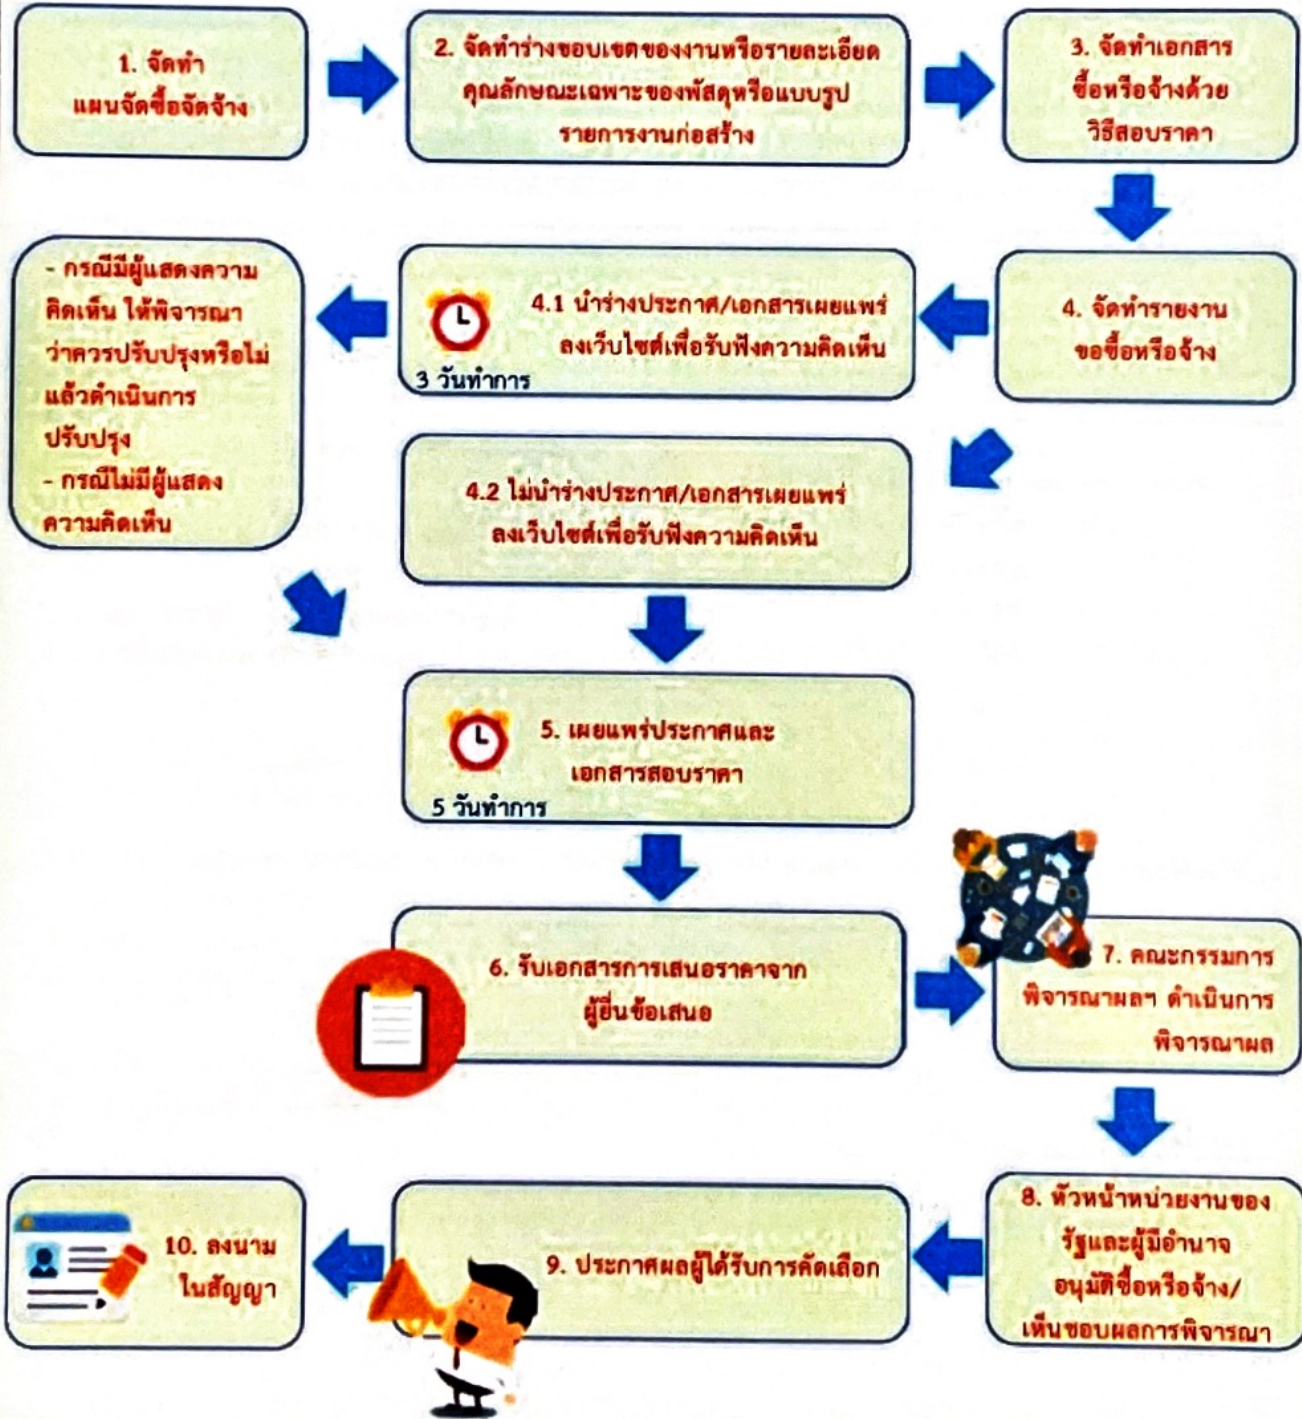 1. จัดทำ
แผนจัดซื้อจัดจ้าง
2. จัดทำร่างขอบเขตของงานหรือรายละเอียด
คุณลักษณะเฉพาะของพัสดุหรือแบบรูป
รายการงานก่อสร้าง
3. จัดทำเอกสาร
ซื้อหรือจ้างด้วย
วิธีสอบราคา
4. จัดทำรายงาน
ขอซื้อหรือจ้าง
4.1 นำร่างประกาศ/เอกสารเผยแพร่
ลงเว็บไซต์เพื่อรับฟังความคิดเห็น
3 วันทำการ
- กรณีมีผู้แสดงความ
คิดเห็น ให้พิจารณา
ว่าควรปรับปรุงหรือไม่
แล้วดำเนินการ
ปรับปรุง
- กรณีไม่มีผู้แสดง
ความคิดเห็น
4.2 ไม่นำร่างประกาศ/เอกสารเผยแพร่
ลงเว็บไซต์เพื่อรับฟังความคิดเห็น
5. เผยแพร่ประกาศและ
เอกสารสอบราคา
5 วันทำการ
6. รับเอกสารการเสนอราคาจาก
ผู้ยื่นข้อเสนอ
7. คณะกรรมการ
พิจารณาผลฯ ดำเนินการ
พิจารณาผล
8. หัวหน้าหน่วยงานของ
รัฐและผู้มีอำนาจ
อนุมัติซื้อหรือจ้าง/
เห็นชอบผลการพิจารณา
9. ประกาศผลผู้ได้รับการคัดเลือก
10. ลงนาม
ในสัญญา